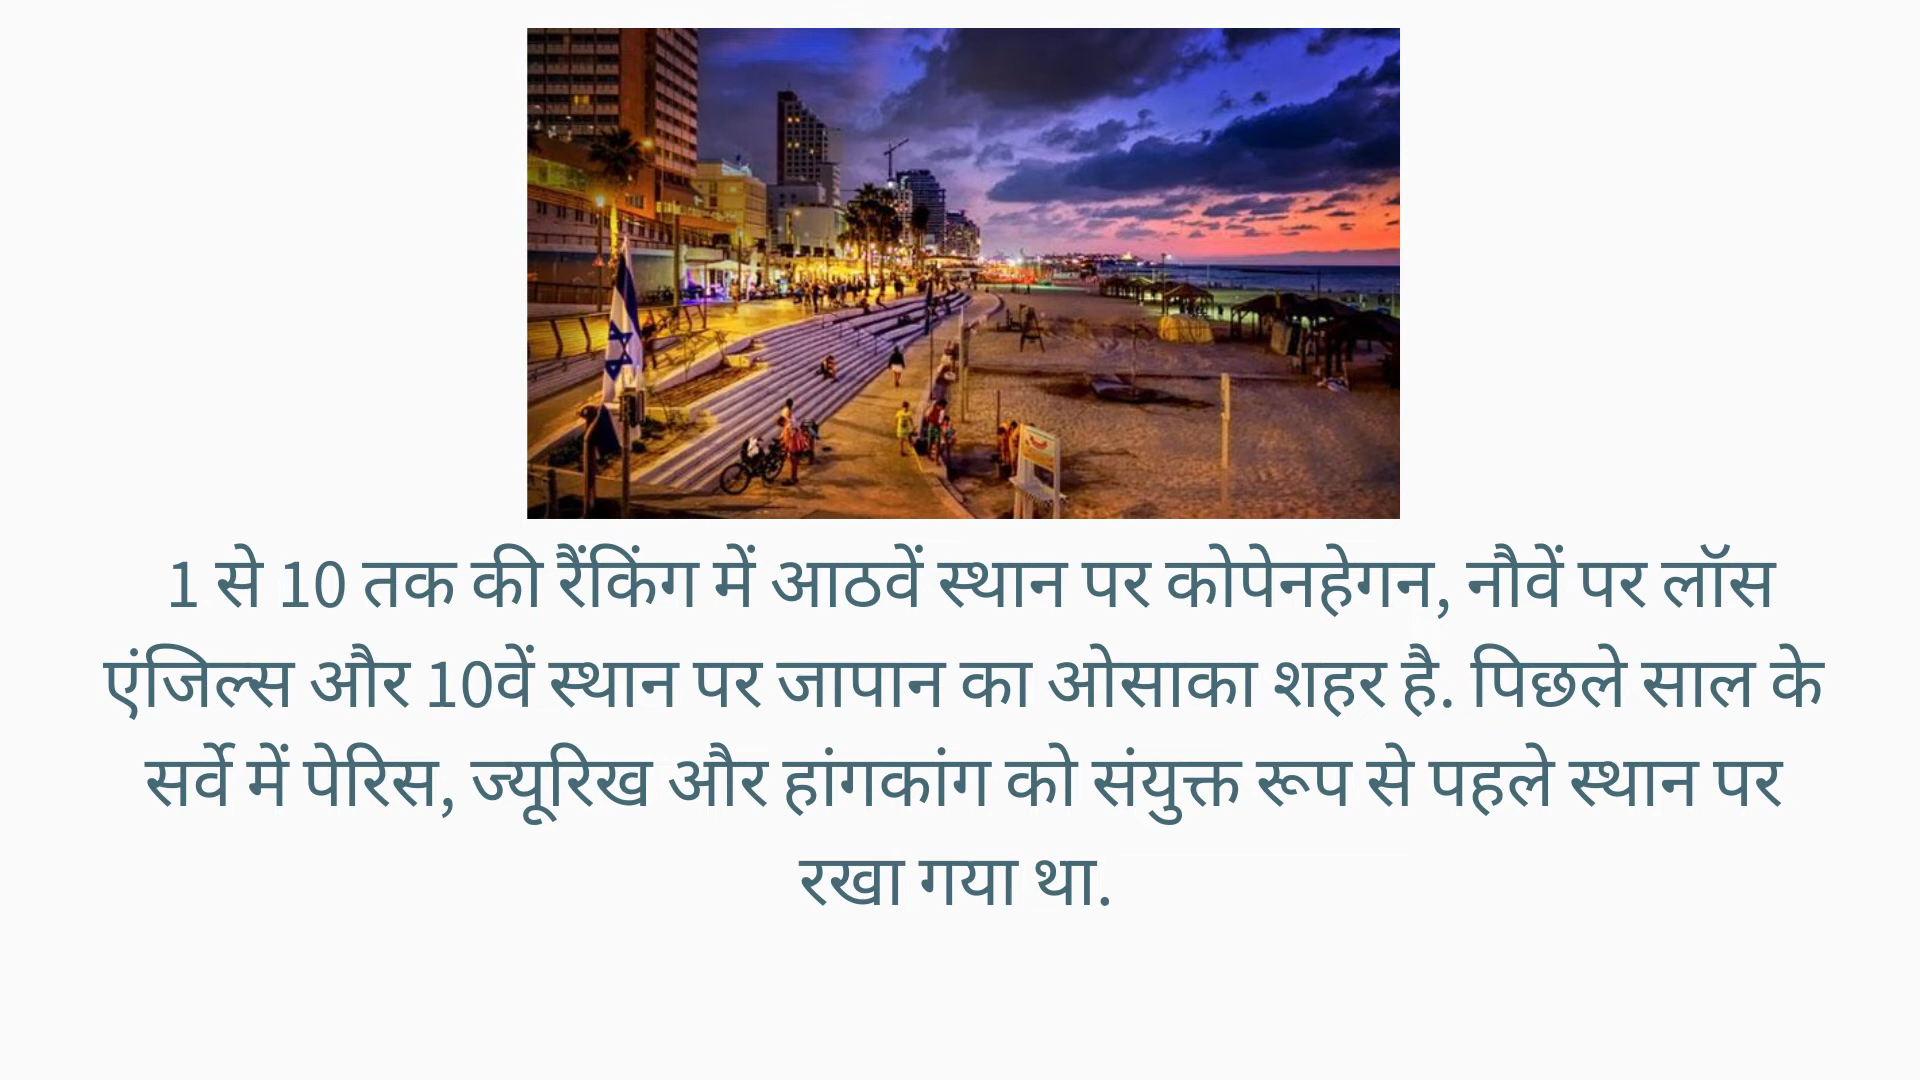 1 से 10 तक की रैंकिंग में आठवें स्थान पर कोपेनहेगन, नौवें पर लॉस
एंजिल्स और 10वें स्थान पर जापान का ओसाका शहर है. पिछले साल के
सर्वे में पेरिस, ज्यूरिख और हांगकांग को संयुक्त रूप से पहले स्थान पर
रखा गया था.